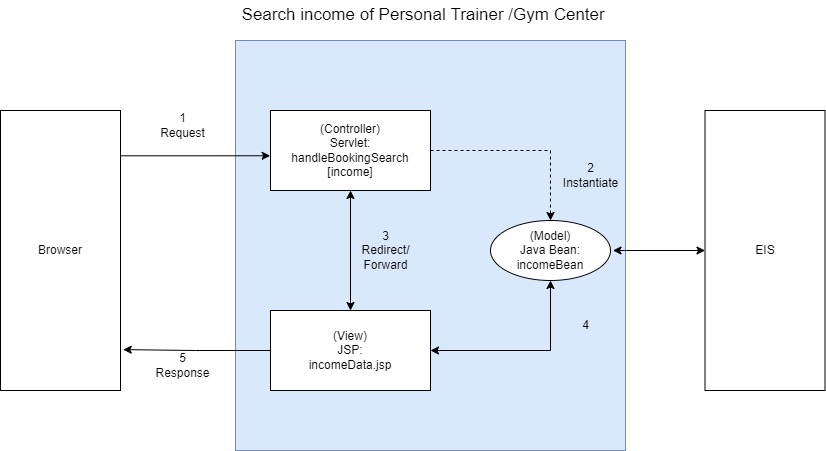 Search income of Personal Trainer /Gym Center
1
Request
(Controller)
Servlet:
handleBookingSearch
[income]
2
Instantiate
Browser
3
Redirect/
Forward
(Model)
Java Bean:
incomeBean
EIS
4
(View)
JSP:
incomeData.jsp
5
Response